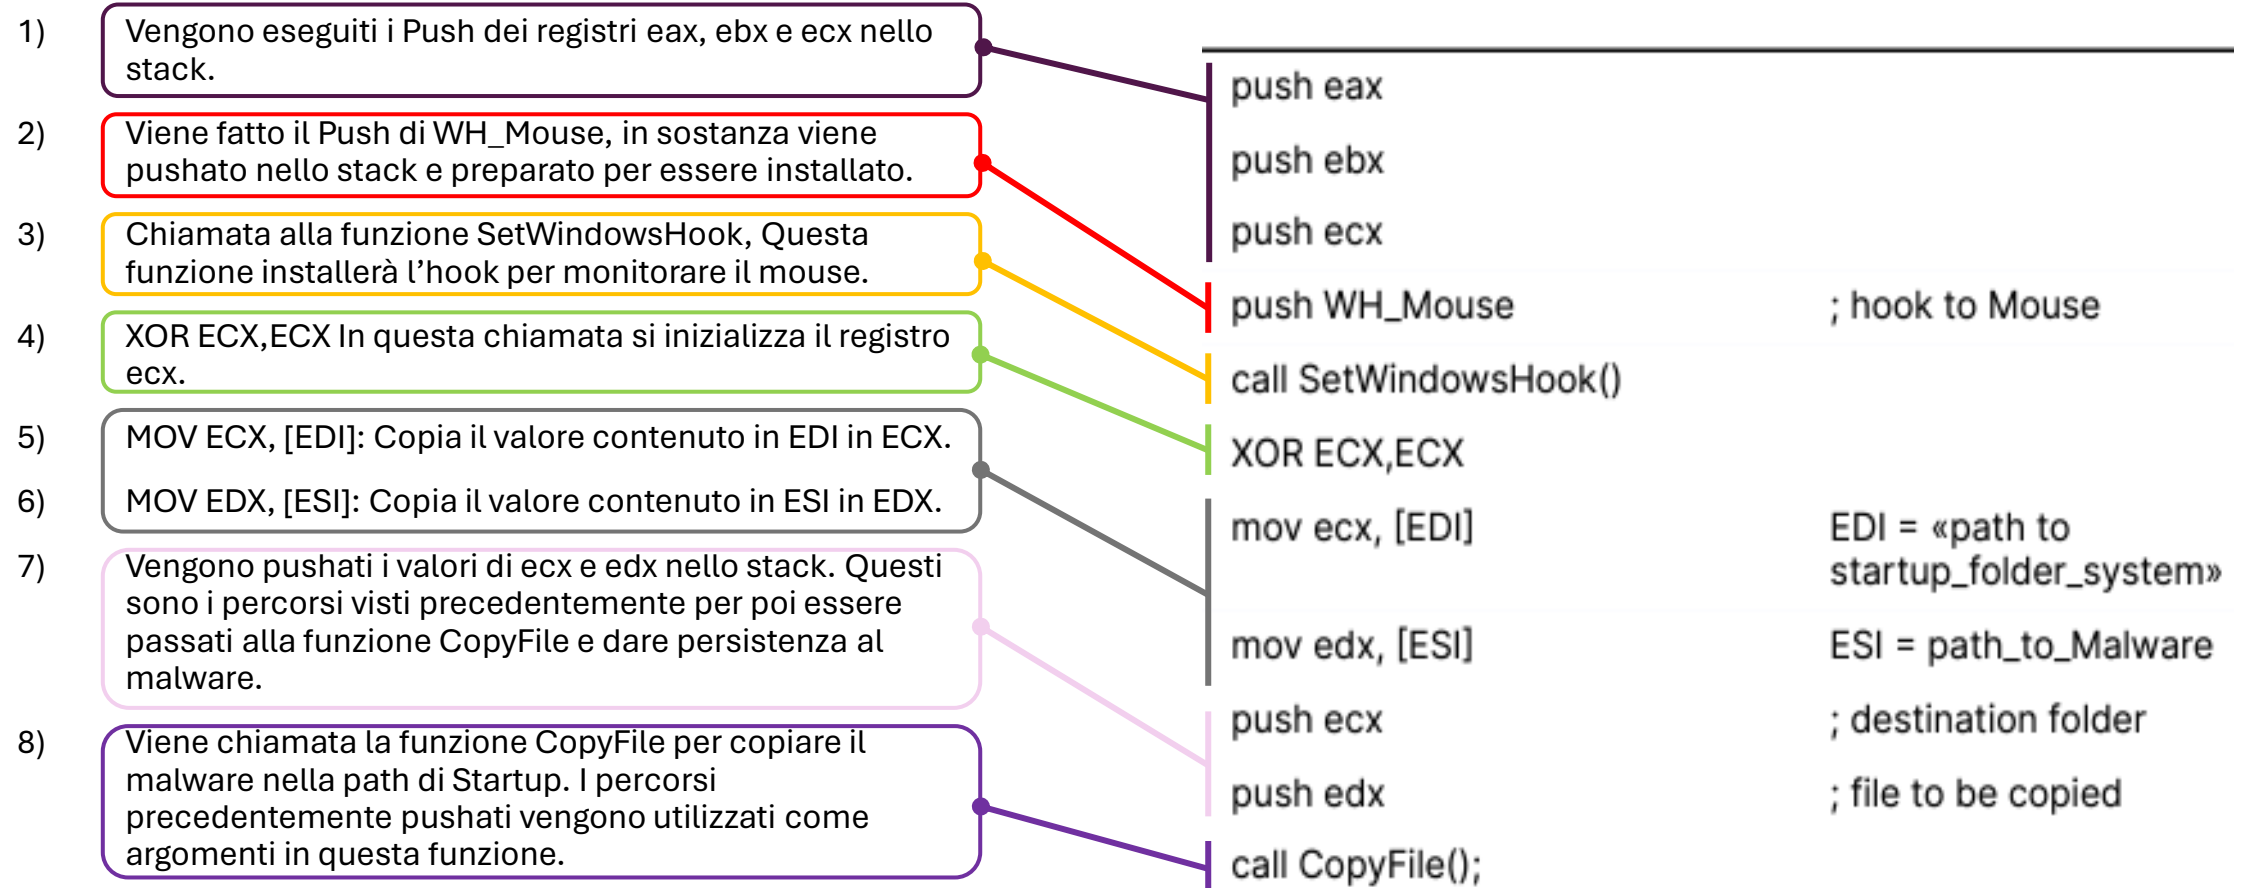 1) Vengono eseguiti i Push dei registri eax, ebx e ecx nello
stack.
2) Viene fatto il Push di WH_Mouse, in sostanza viene
pushato nello stack e preparato per essere installato.
3) Chiamata alla funzione SetWindowsHook, Questa
funzione installerà l’hook per monitorare il mouse.
4) XOR ECX,ECX In questa chiamata si inizializza il registro
ecx.
5) MOV ECX, [EDI]: Copia il valore contenuto in EDI in ECX.
6) MOV EDX, [ESI]: Copia il valore contenuto in ESI in EDX.
7) Vengono pushati i valori di ecx e edx nello stack. Questi
sono i percorsi visti precedentemente per poi essere
passati alla funzione CopyFile e dare persistenza al
malware.
8) Viene chiamata la funzione CopyFile per copiare il
malware nella path di Startup. I percorsi
precedentemente pushati vengono utilizzati come
argomenti in questa funzione.
push eax
push ebx
push ecx
push WH_Mouse ; hook to Mouse
call SetWindowsHook()
XOR ECX,ECX
mov ecx, [EDI] EDI = «path to
startup_folder_system»
mov edx, [ESI] ESI = path_to_Malware
push ecx ; destination folder
push edx ; file to be copied
call CopyFile();